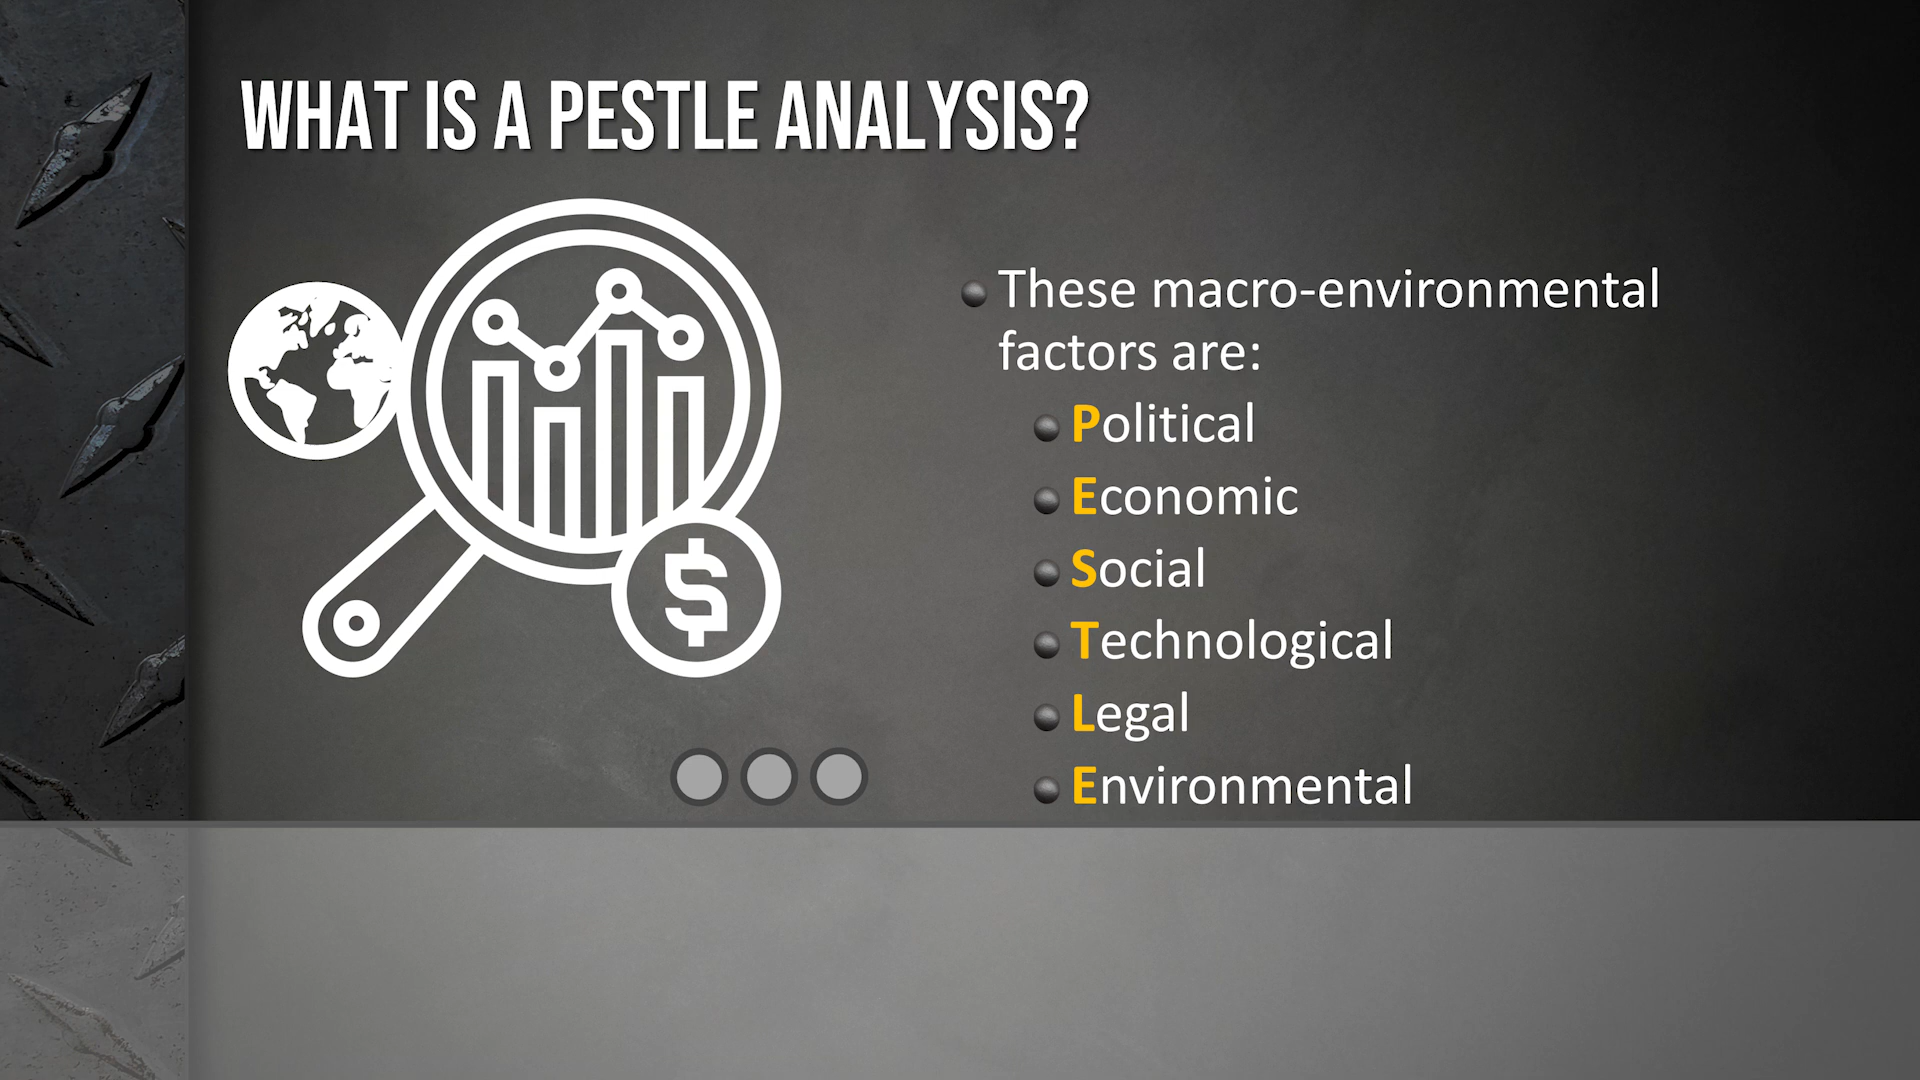 WHAT IS A PESTLE ANALYSIS?
These macro-environmental
factors are:
Political
Economic
Social
Technological
Legal
Environmental
$